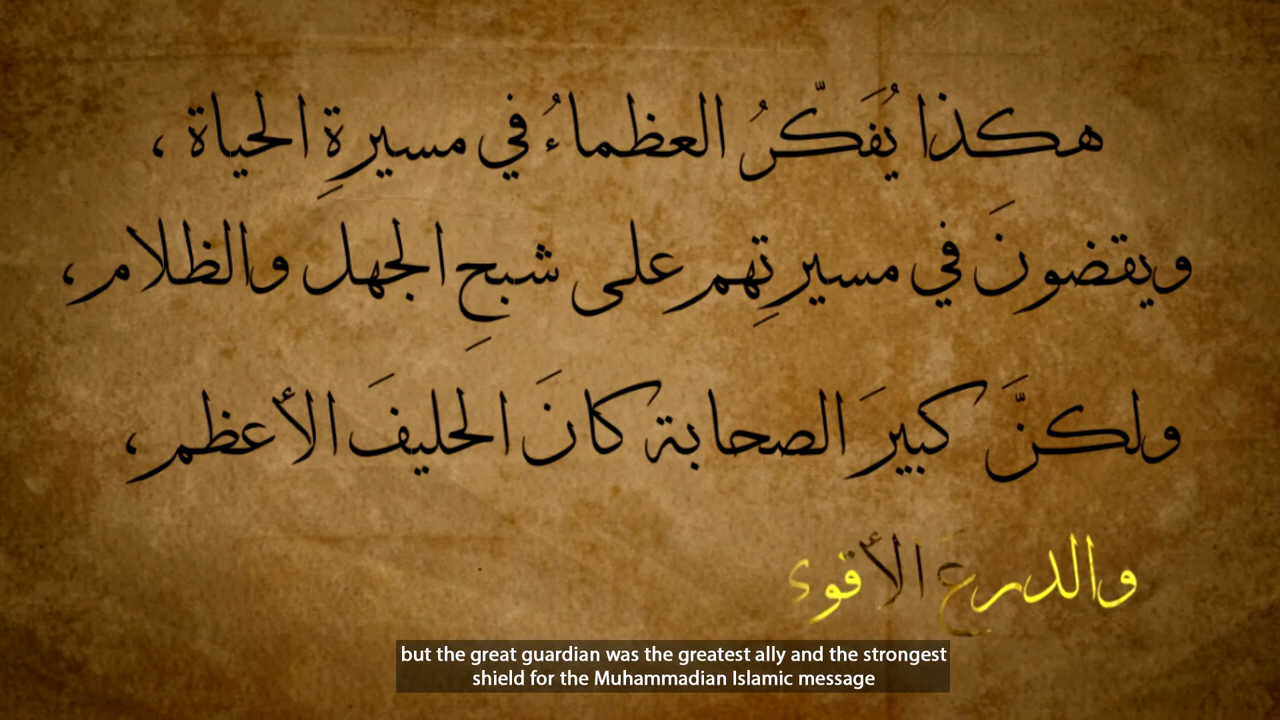 هكذا يُفَكّرُ العظماءُ في مسيرةِ الحياة ،
ويقضونَ في مسيرتِهم على شبحِ الجهل والظلام،
ولكنَّ كبيرَ الصحابة كانَ الحليفَ الأعظم،
والدرع الأقوى
but the great guardian was the greatest ally and the strongest
shield for the Muhammadian Islamic message